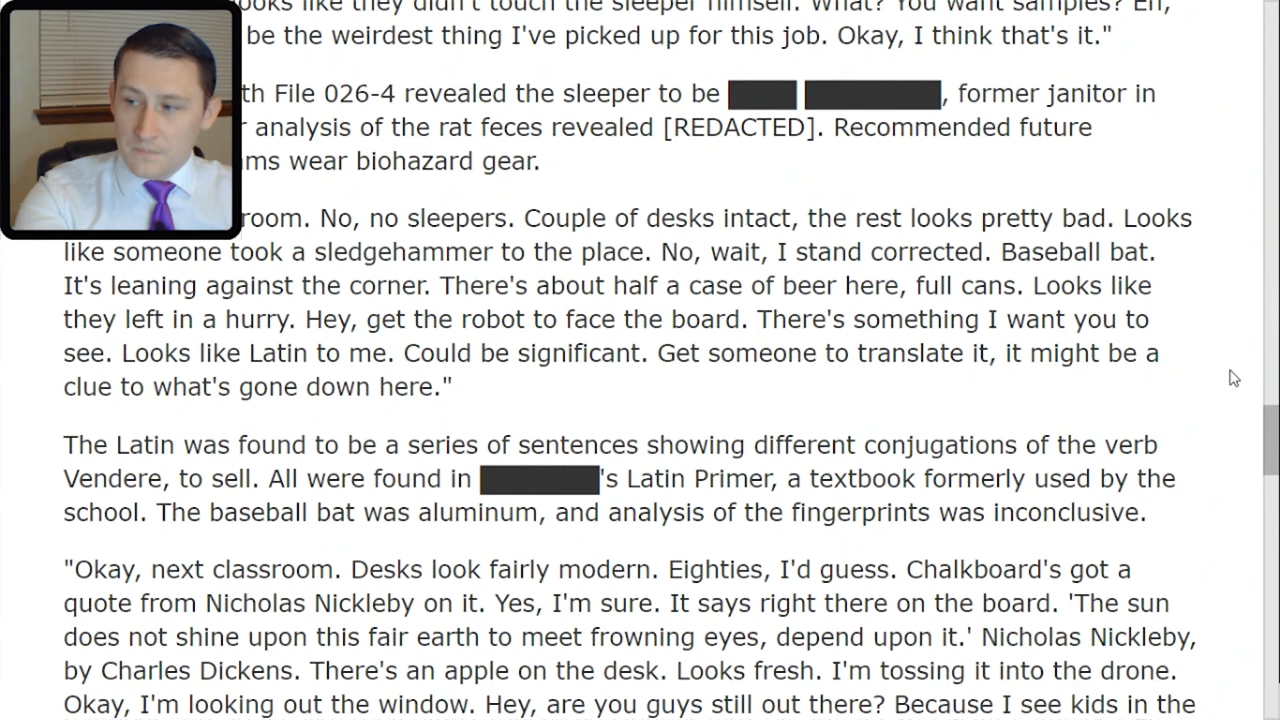 ooks like they didn't touch the sleeper himself. What? You want samples? Eh,
be the weirdest thing I've picked up for this job. Okay, I think that's it."
th File 026-4 revealed the sleeper to be , former janitor in
analysis of the rat feces revealed [REDACTED]. Recommended future
ms wear biohazard gear.
room. No, no sleepers. Couple of desks intact, the rest looks pretty bad. Looks
like someone took a sledgehammer to the place. No, wait, I stand corrected. Baseball bat.
It's leaning against the corner. There's about half a case of beer here, full cans. Looks like
they left in a hurry. Hey, get the robot to face the board. There's something I want you to
see. Looks like Latin to me. Could be significant. Get someone to translate it, it might be a
clue to what's gone down here."
The Latin was found to be a series of sentences showing different conjugations of the verb
Vendere, to sell. All were found in 's Latin Primer, a textbook formerly used by the
school. The baseball bat was aluminum, and analysis of the fingerprints was inconclusive.
"Okay, next classroom. Desks look fairly modern. Eighties, I'd guess. Chalkboard's got a
quote from Nicholas Nickleby on it. Yes, I'm sure. It says right there on the board. 'The sun
does not shine upon this fair earth to meet frowning eyes, depend upon it.' Nicholas Nickleby,
by Charles Dickens. There's an apple on the desk. Looks fresh. I'm tossing it into the drone.
Okay, I'm looking out the window. Hey, are you guys still out there? Because I see kids in the